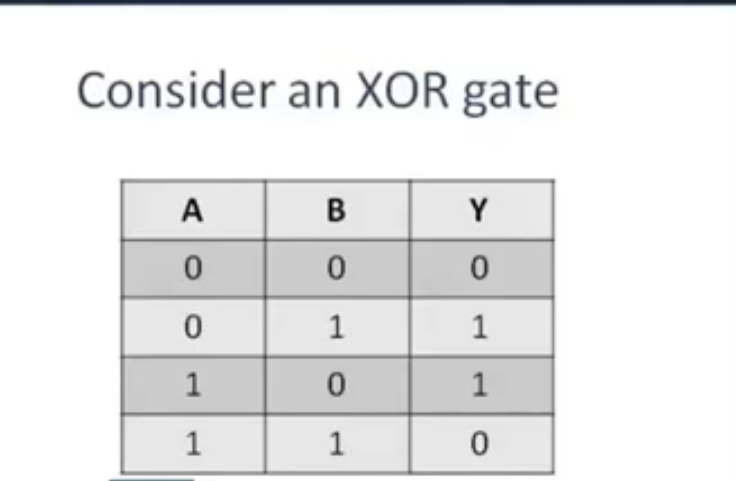 Consider an XOR gate
A B Y
0 0 0
0 1 1
1 0 1
1 1 0